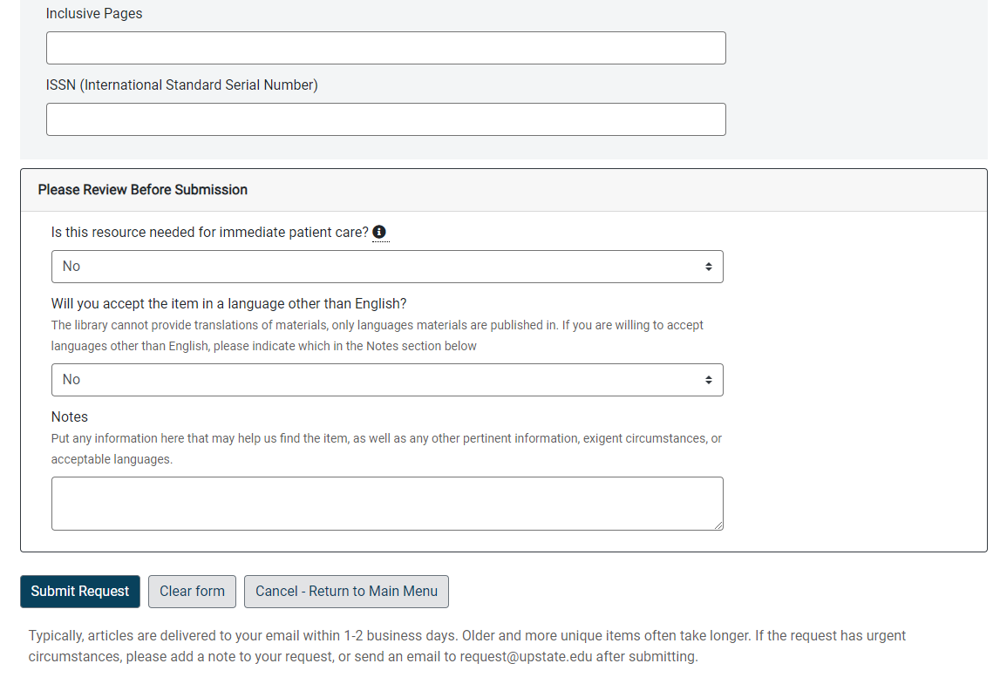 Inclusive Pages
ISSN (International Standard Serial Number)
Please Review Before Submission
Is this resource needed for immediate patient care?
No
Will you accept the item in a language other than English?
The library cannot provide translations of materials, only languages materials are published in. If you are willing to accept
languages other than English, please indicate which in the Notes section below
No
Notes
Put any information here that may help us find the item, as well as any other pertinent information, exigent circumstances, or
acceptable languages.
Submit Request Clear form Cancel - Return to Main Menu
Typically, articles are delivered to your email within 1-2 business days. Older and more unique items often take longer. If the request has urgent
circumstances, please add a note to your request, or send an email to request@upstate.edu after submitting.